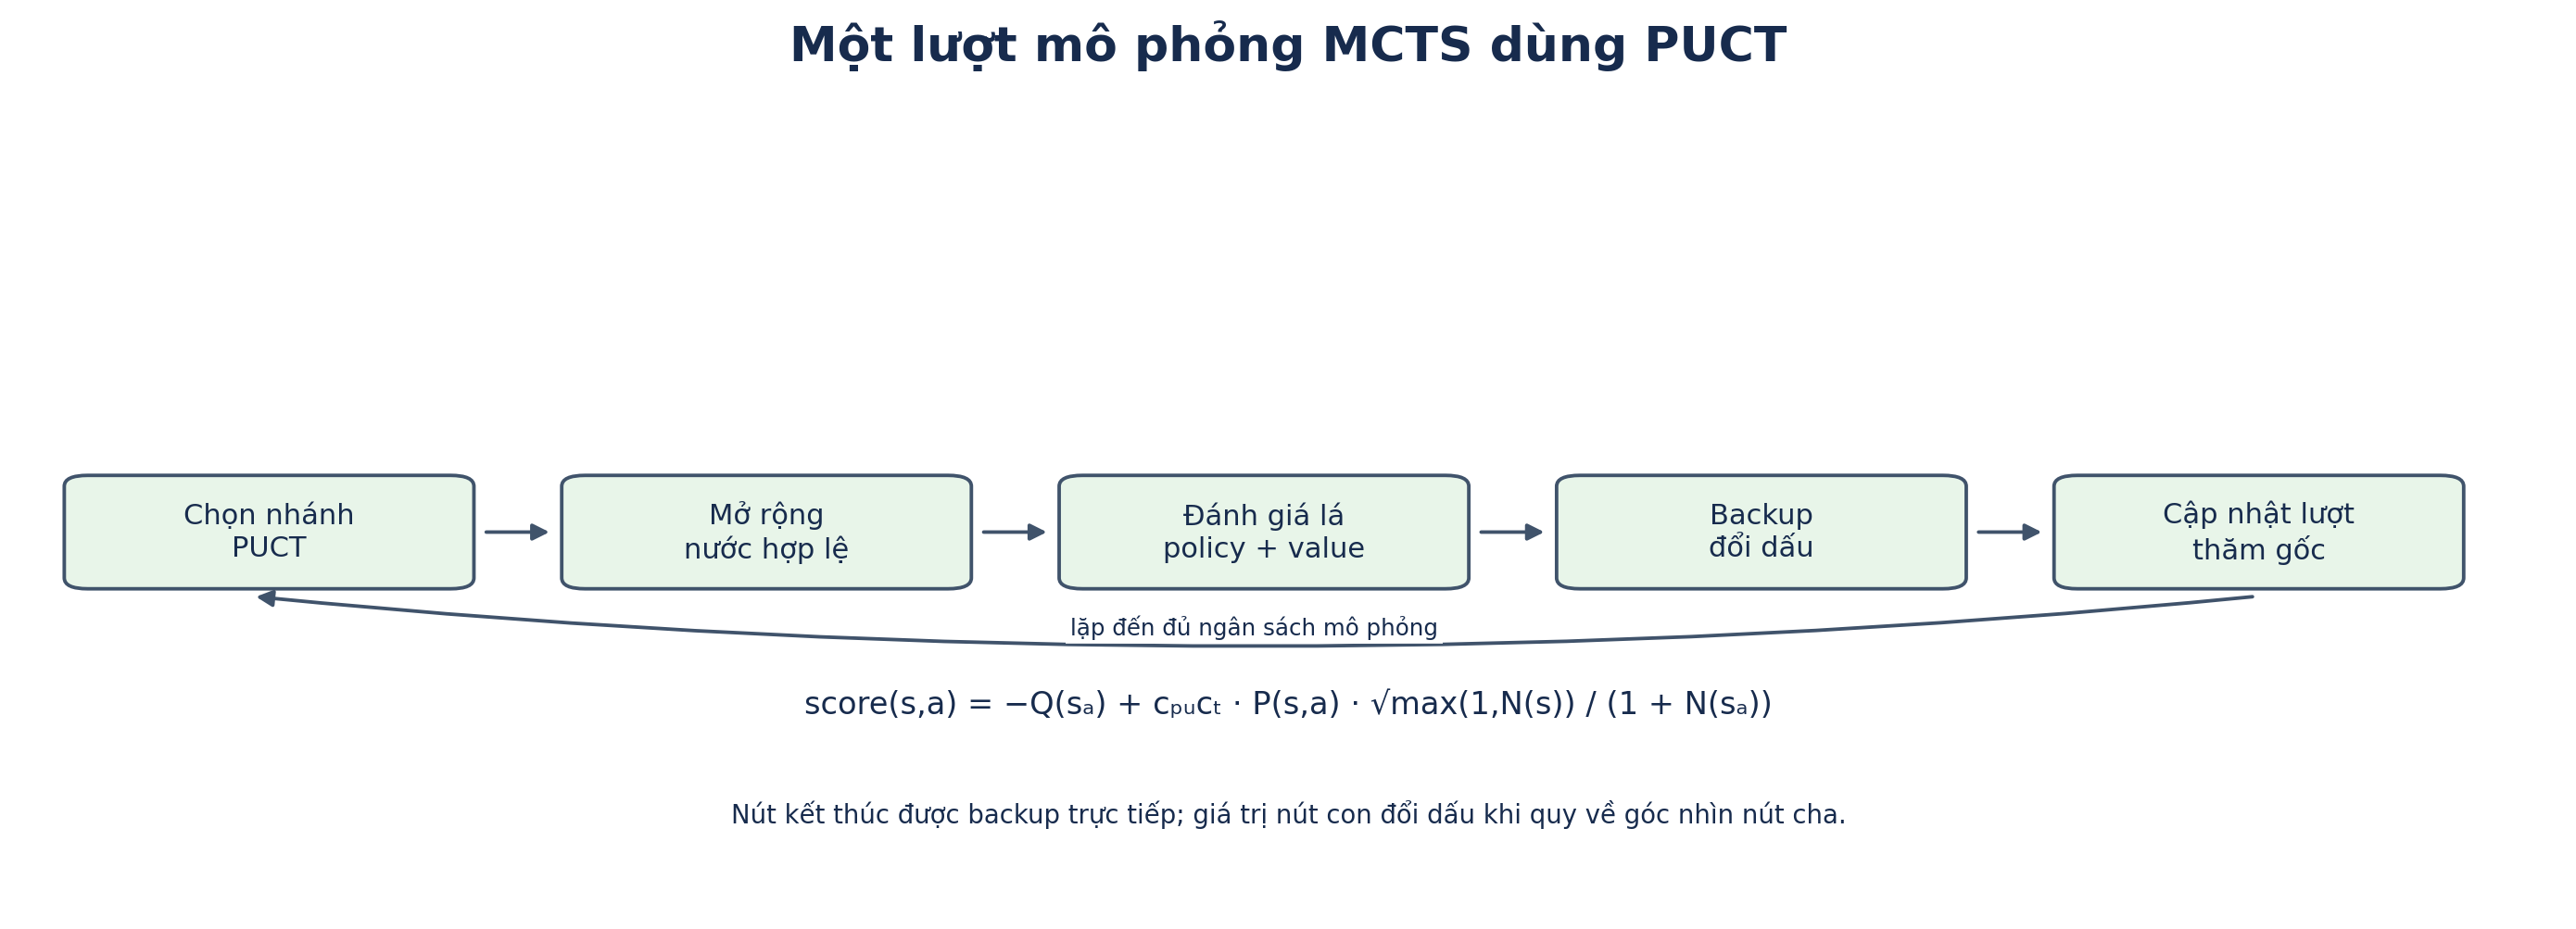 Một lượt mô phỏng MCTS dùng PUCT
Chọn nhánh
PUCT
Mở rộng
nước hợp lệ
Đánh giá lá
policy + value
Backup
đổi dấu
Cập nhật lượt
thăm gốc
lặp đến đủ ngân sách mô phỏng
score(s,a) = −Q(sₐ) + cₚᵤcₜ · P(s,a) · √max(1,N(s)) / (1 + N(sₐ))
Nút kết thúc được backup trực tiếp; giá trị nút con đổi dấu khi quy về góc nhìn nút cha.